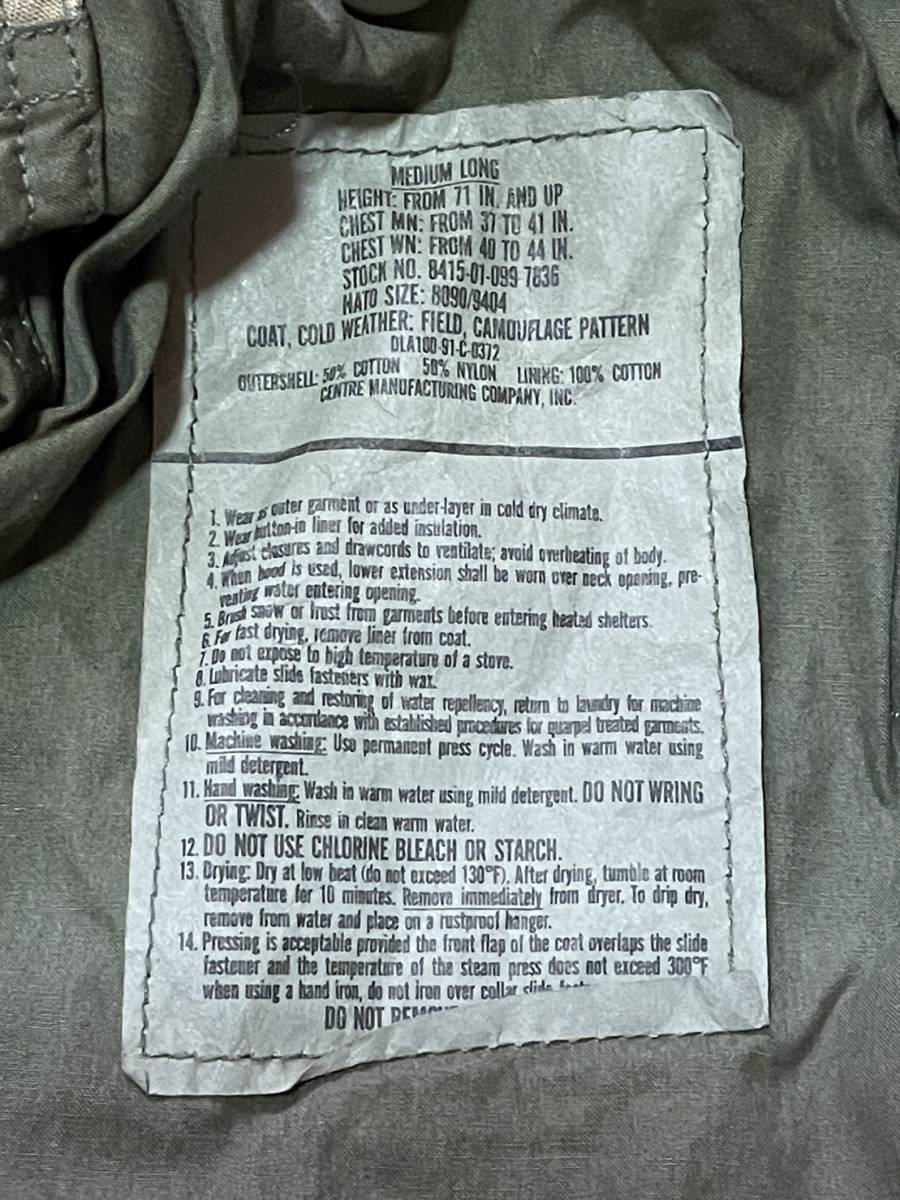 MEDIUM LONG
HEIGHT: FROM 71 IN. AND UP
CHEST MN: FROM 37 TO 41 IN.
CHEST WN: FROM 40 TO 44 IN.
STOCK NO. 8415-01-099 7836
NATO SIZE: 8090/9404
COAT, COLD WEATHER: FIELD, CAMOUFLAGE PATTERN
DLA100-91-C-0372
OUTERSHELL: 50% COTTON 50% NYLON LINING: 100% COTTON
CENTRE MANUFACTURING COMPANY, INC.
1. Wear as outer garment or as under-layer in cold dry climate.
2. Wear button-in liner for added insulation.
3. Adjust closures and drawcords to ventilate; avoid overheating of body.
4. When hood is used, lower extension shall be worn over neck opening, pre-
venting water entering opening.
5. Brush snow or frost from garments before entering heated shelters.
6. For fast drying, remove liner from coat.
7. Do not expose to high temperature of a stove.
8. Lubricate slide fasteners with wax.
9. For cleaning and restoring of water repellency, return to laundry for machine
washing in accordance with established procedures for quarpel treated garments.
10. Machine washing: Use permanent press cycle. Wash in warm water using
mild detergent.
11. Hand washing: Wash in warm water using mild detergent. DO NOT WRING
OR TWIST. Rinse in clean warm water.
12. DO NOT USE CHLORINE BLEACH OR STARCH.
13. Drying: Dry at low heat (do not exceed 130°F). After drying, tumble at room
temperature for 10 minutes. Remove immediately from dryer. To drip dry,
remove from water and place on a rustproof hanger.
14. Pressing is acceptable provided the front flap of the coat overlaps the slide
fastener and the temperature of the steam press does not exceed 300°F
when using a hand iron, do not iron over collar slide
DO NOT